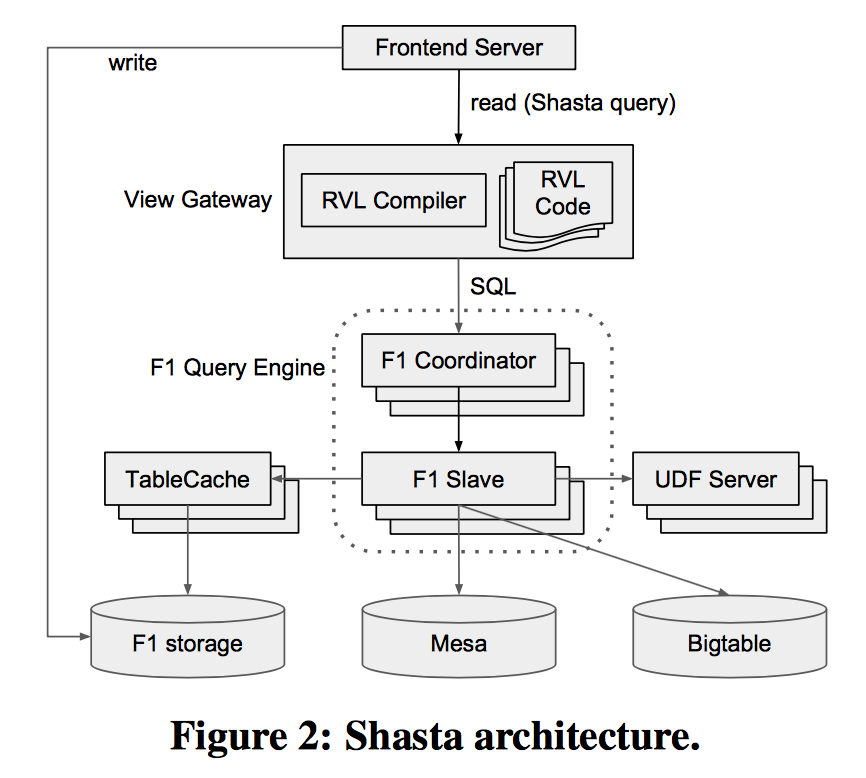 Frontend Server
write
read (Shasta query)
View Gateway
RVL Compiler
RVL
Code
SQL
F1 Query Engine
F1 Coordinator
TableCache
F1 Slave
UDF Server
F1 storage
Mesa
Bigtable
Figure 2: Shasta architecture.